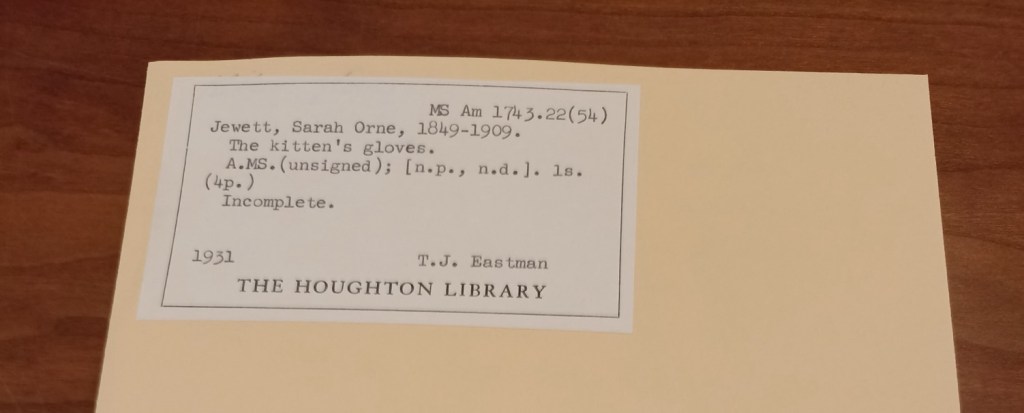 MS Am 1743.22(54)
Jewett, Sarah Orne, 1849-1909.
The kitten's gloves.
A.MS.(unsigned); [n.p., n.d.]. 1s.
(4p.)
Incomplete.
1931 T.J. Eastman
THE HOUGHTON LIBRARY